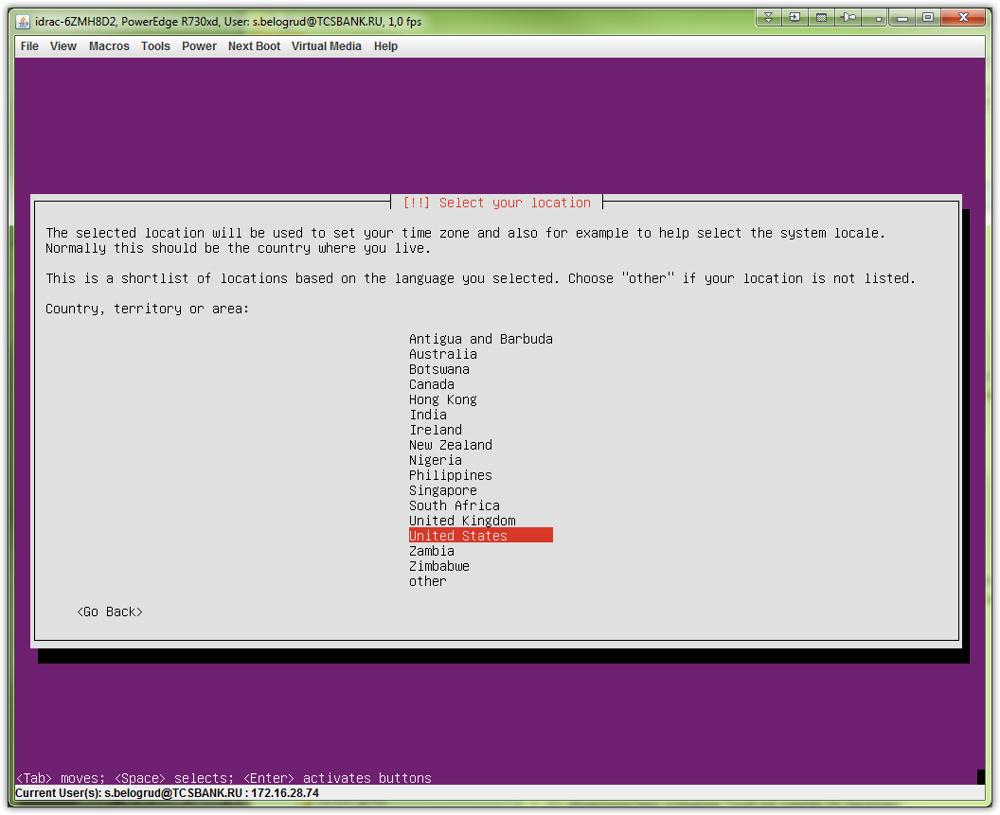 idrac-6ZMH8D2, PowerEdge R730xd, User: s.belogrud@TCSBANK.RU, 1,0 fps
File View Macros Tools Power Next Boot Virtual Media Help
[!!] Select your location
The selected location will be used to set your time zone and also for example to help select the system locale.
Normally this should be the country where you live.
This is a shortlist of locations based on the language you selected. Choose "other" if your location is not listed.
Country, territory or area:
Antigua and Barbuda
Australia
Botswana
Canada
Hong Kong
India
Ireland
New Zealand
Nigeria
Philippines
Singapore
South Africa
United Kingdom
United States
Zambia
Zimbabwe
other
<Go Back>
<Tab> moves; <Space> selects; <Enter> activates buttons
Current User(s): s.belogrud@TCSBANK.RU : 172.16.28.74